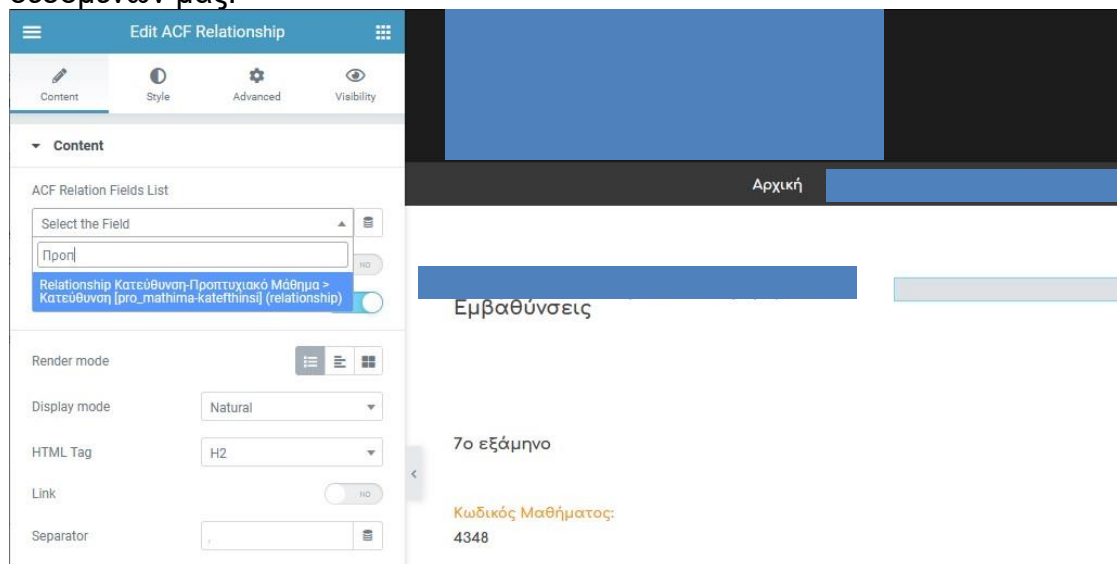 δεδομένων μας.
Edit ACF Relationship
Content
Style
Advanced
Visibility
Content
ACF Relation Fields List
Select the Field
Προπ
NO
Relationship Κατεύθυνση-Προπτυχιακό Μάθημα >
Κατεύθυνση [pro_mathima-katefthinsi] (relationship)
Render mode
Display mode
Natural
HTML Tag
H2
Link
NO
Separator
,
Αρχική
Εμβαθύνσεις
7ο εξάμηνο
Κωδικός Μαθήματος:
4348